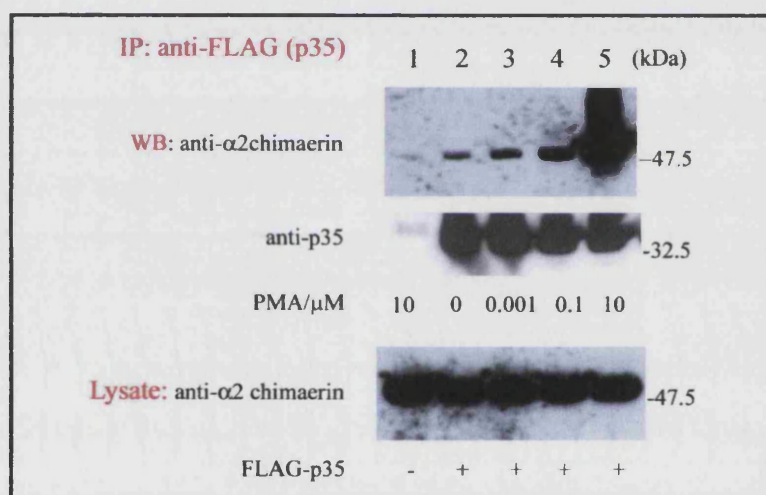 IP: anti-FLAG (p35) 1 2 3 4 5 (kDa)
WB: anti-α2chimaerin –47.5
anti-p35 -32.5
PMA/μM 10 0 0.001 0.1 10
Lysate: anti-α2 chimaerin -47.5
FLAG-p35 - + + + +